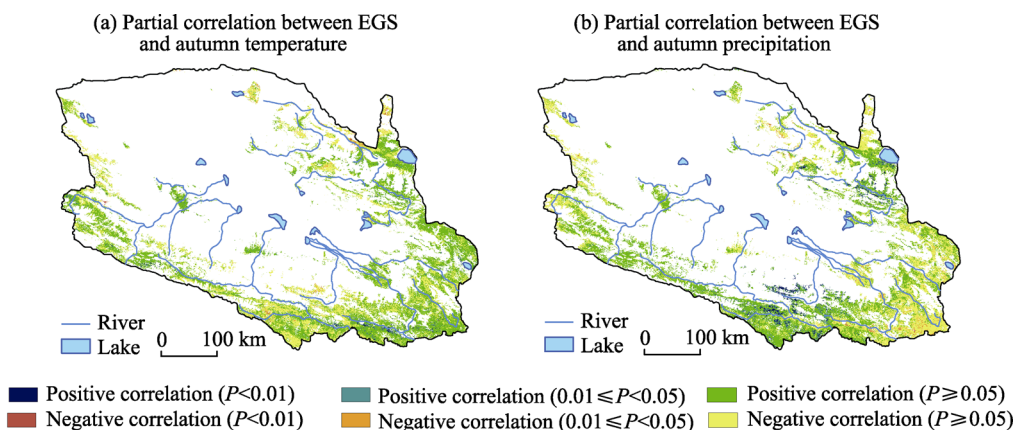 (a) Partial correlation between EGS
and autumn temperature
(b) Partial correlation between EGS
and autumn precipitation
River
Lake
0 100 km
River
Lake
0 100 km
Positive correlation (P<0.01)
Positive correlation (0.01≤P<0.05)
Positive correlation (P≥0.05)
Negative correlation (P<0.01)
Negative correlation (0.01≤P<0.05)
Negative correlation (P≥0.05)